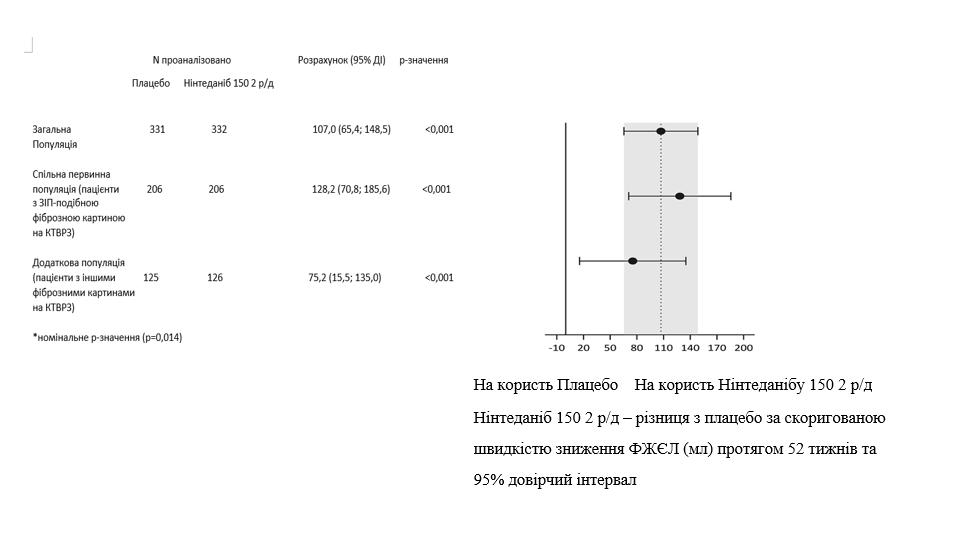 N проаналізовано Розрахунок (95% ДІ) р-значення
Плацебо Нінтеданіб 150 2 р/д
Загальна 331 332 107,0 (65,4; 148,5) <0,001
Популяція
Спільна первинна
популяція (пацієнти 206 206 128,2 (70,8; 185,6) <0,001
з ЗІП-подібною
фіброзною картиною
на КТВРЗ)
Додаткова популяція
(пацієнти з іншими 125 126 75,2 (15,5; 135,0) <0,001
фіброзними картинами
на КТВРЗ)
*номінальне р-значення (р=0,014)
-10 20 50 80 110 140 170 200
На користь Плацебо На користь Нінтеданібу 150 2 р/д
Нінтеданіб 150 2 р/д – різниця з плацебо за скоригованою
швидкістю зниження ФЖЄЛ (мл) протягом 52 тижнів та
95% довірчий інтервал